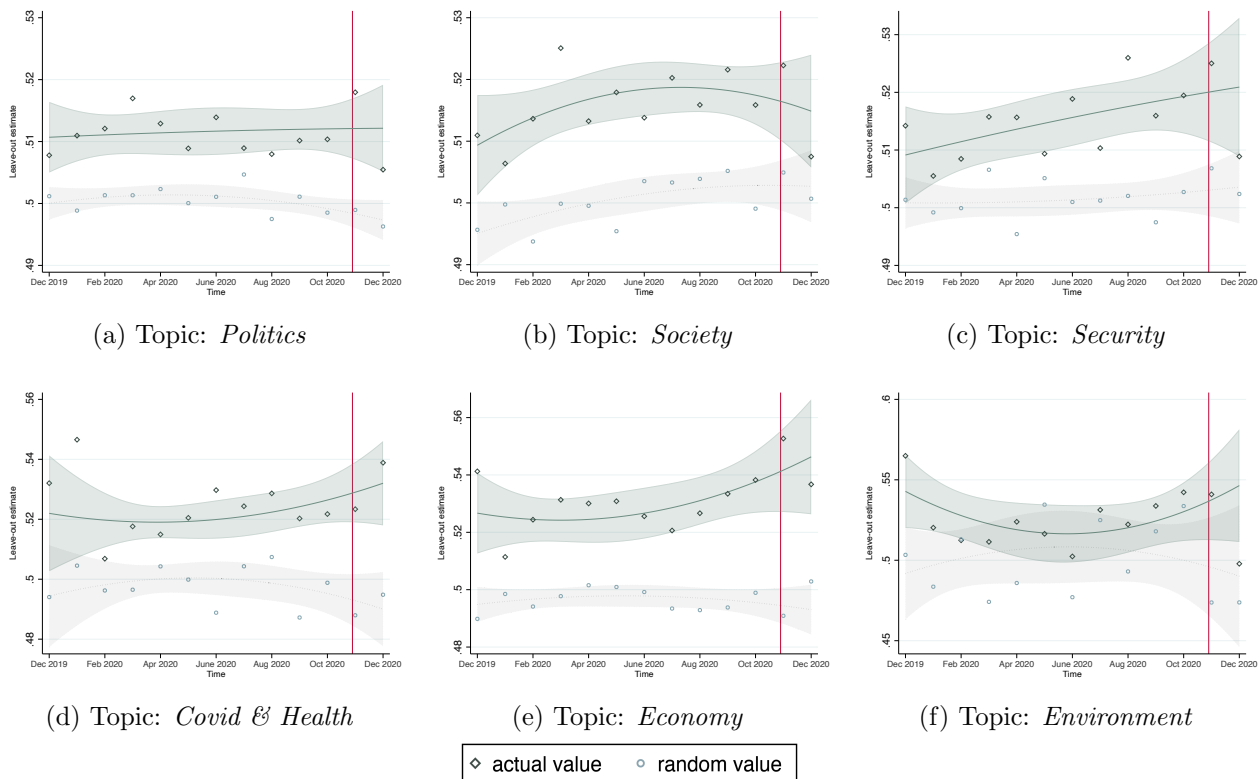 .53
.52
.51
.5
.49
Leave-out estimate
Dec 2019 Feb 2020 Apr 2020 June 2020 Aug 2020 Oct 2020 Dec 2020
Time
(a) Topic: Politics
.53
.52
.51
.5
.49
Leave-out estimate
Dec 2019 Feb 2020 Apr 2020 June 2020 Aug 2020 Oct 2020 Dec 2020
Time
(b) Topic: Society
.53
.52
.51
.5
.49
Leave-out estimate
Dec 2019 Feb 2020 Apr 2020 June 2020 Aug 2020 Oct 2020 Dec 2020
Time
(c) Topic: Security
.56
.54
.52
.5
.48
Leave-out estimate
Dec 2019 Feb 2020 Apr 2020 June 2020 Aug 2020 Oct 2020 Dec 2020
Time
(d) Topic: Covid & Health
.56
.54
.52
.5
.48
Leave-out estimate
Dec 2019 Feb 2020 Apr 2020 June 2020 Aug 2020 Oct 2020 Dec 2020
Time
(e) Topic: Economy
.6
.55
.5
.45
Leave-out estimate
Dec 2019 Feb 2020 Apr 2020 June 2020 Aug 2020 Oct 2020 Dec 2020
Time
(f) Topic: Environment
actual value random value